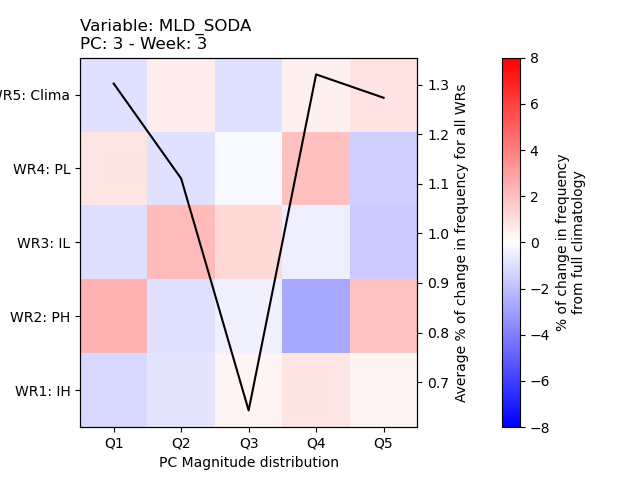 Variable: MLD_SODA
PC: 3 - Week: 3
WR5: Clima
WR4: PL
WR3: IL
WR2: PH
WR1: IH
Q1 Q2 Q3 Q4 Q5
PC Magnitude distribution
1.3
1.2
1.1
1.0
0.9
0.8
0.7
Average % of change in frequency for all WRs
8
6
4
2
0
−2
−4
−6
−8
% of change in frequency
from full climatology